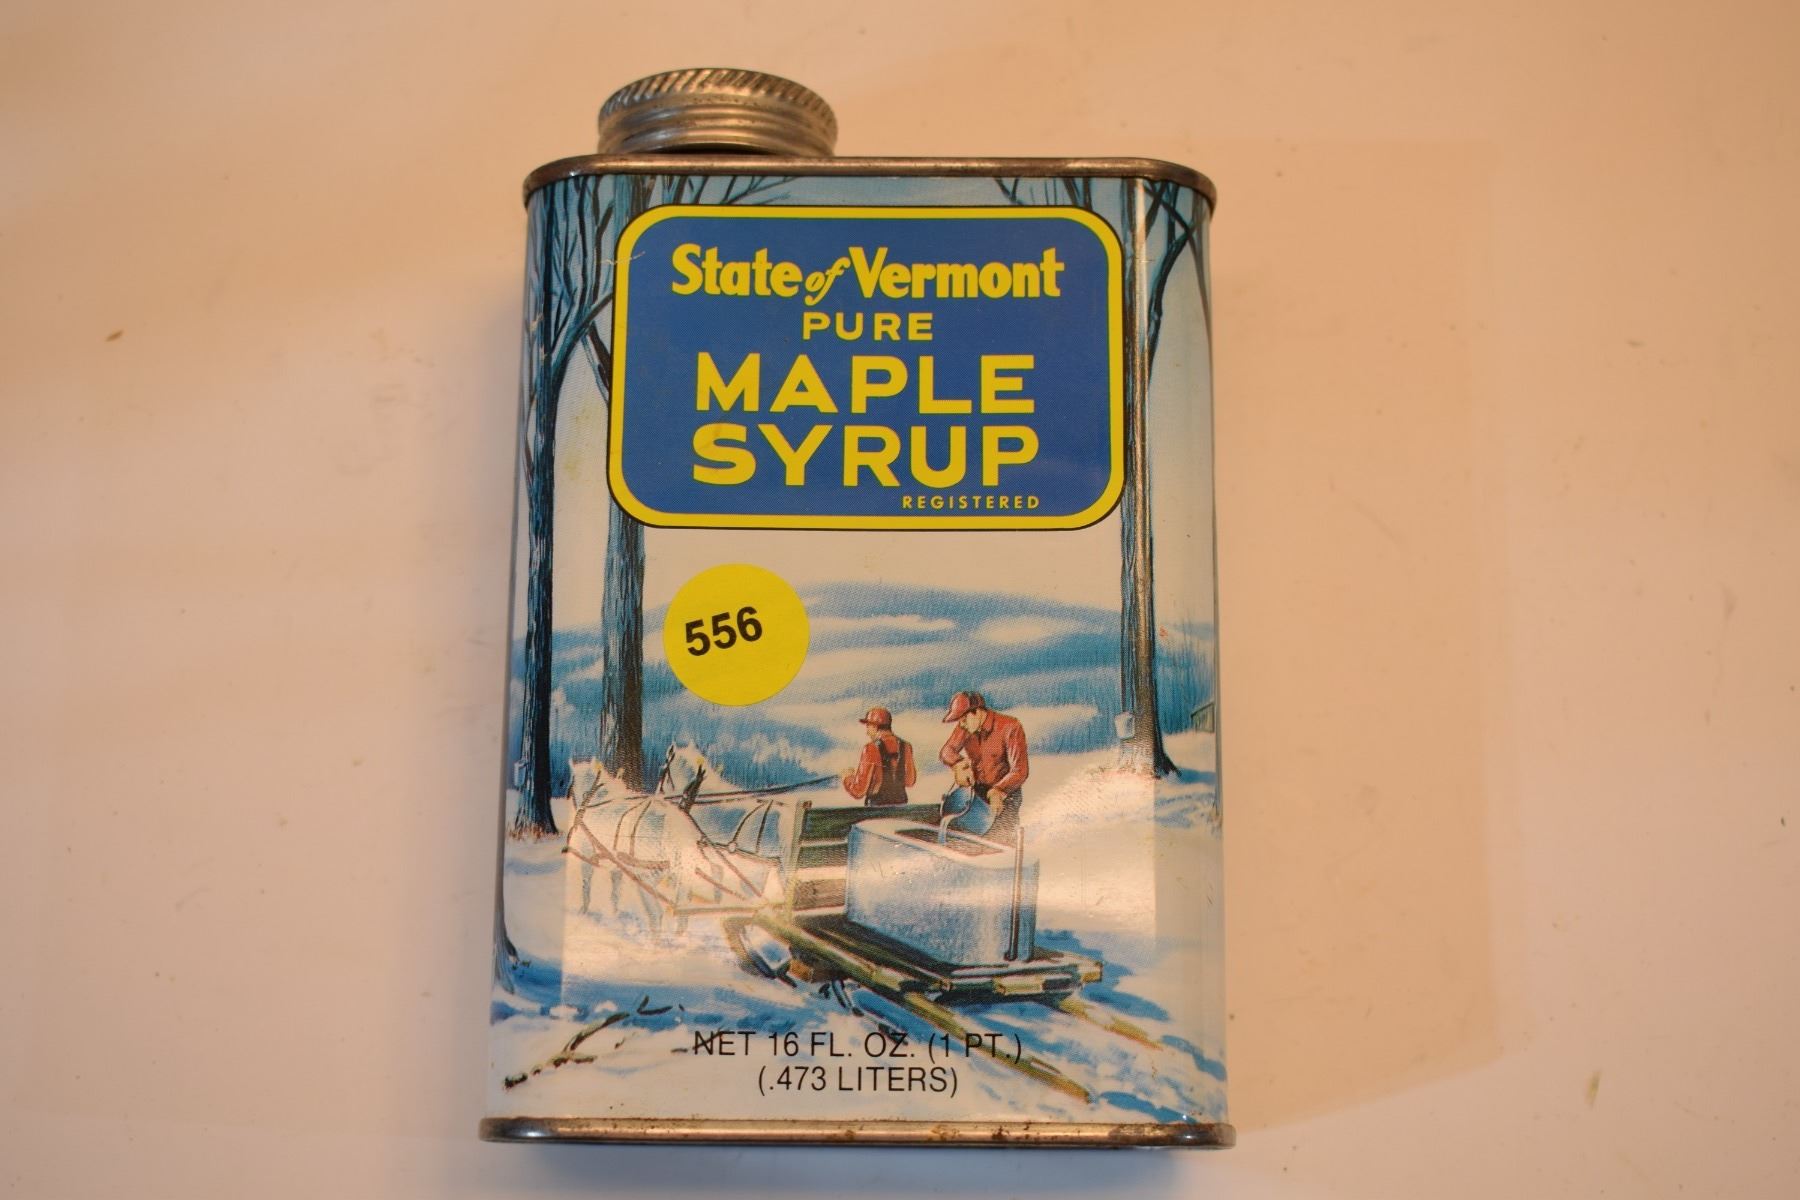 State of Vermont
PURE
MAPLE
SYRUP
REGISTERED
556
NET 16 FL. OZ. (1 PT.)
(.473 LITERS)